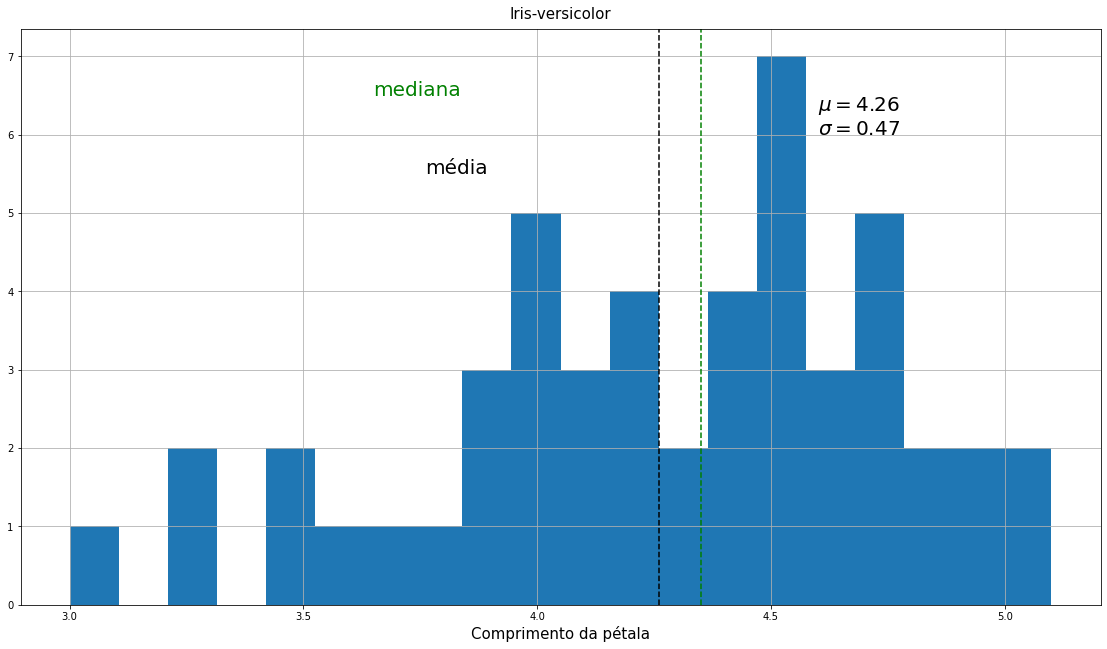 Iris-versicolor
7
6
5
4
3
2
1
0
mediana
média
μ = 4.26
σ = 0.47
3.0
3.5
4.0
4.5
5.0
Comprimento da pétala